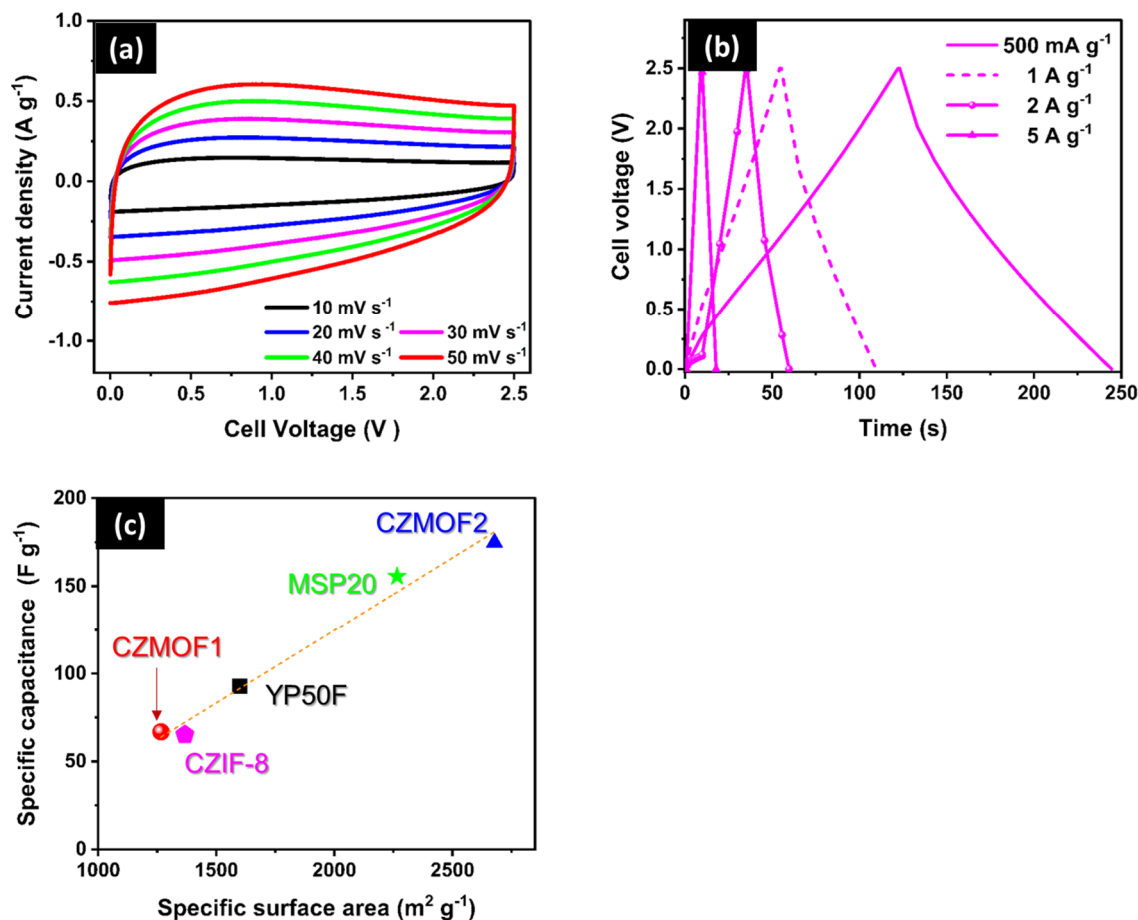 (a)
1.0
0.5
0.0
-0.5
-1.0
Current density (A g⁻¹)
10 mV s⁻¹
20 mV s⁻¹
30 mV s⁻¹
40 mV s⁻¹
50 mV s⁻¹
0.0 0.5 1.0 1.5 2.0 2.5
Cell Voltage (V )
(b)
500 mA g⁻¹
1 A g⁻¹
2 A g⁻¹
5 A g⁻¹
2.5
2.0
1.5
1.0
0.5
0.0
Cell voltage (V)
0 50 100 150 200 250
Time (s)
(c)
200
150
100
50
0
Specific capacitance (F g⁻¹)
CZMOF2
MSP20
CZMOF1
YP50F
CZIF-8
1000 1500 2000 2500
Specific surface area (m² g⁻¹)